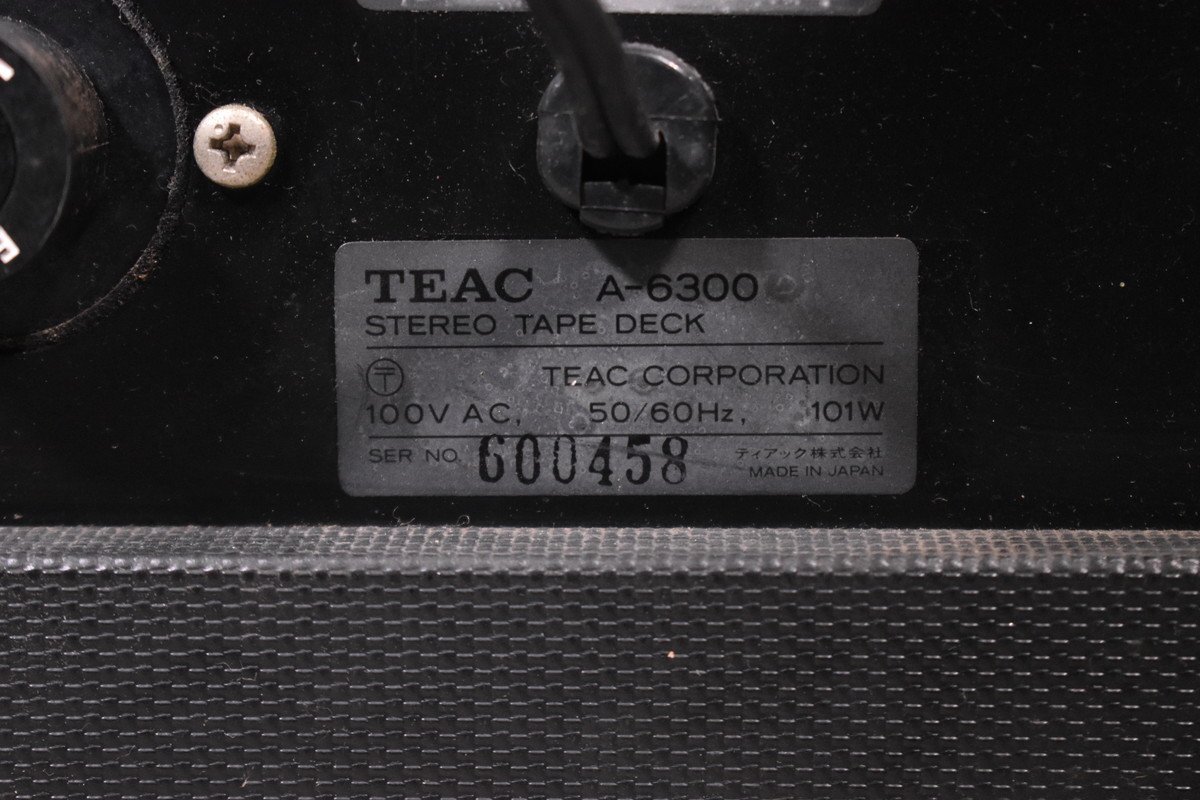 TEAC A-6300
STEREO TAPE DECK
〒 TEAC CORPORATION
100V AC, 50/60Hz, 101W
SER NO. 600458 ティアック株式会社
MADE IN JAPAN